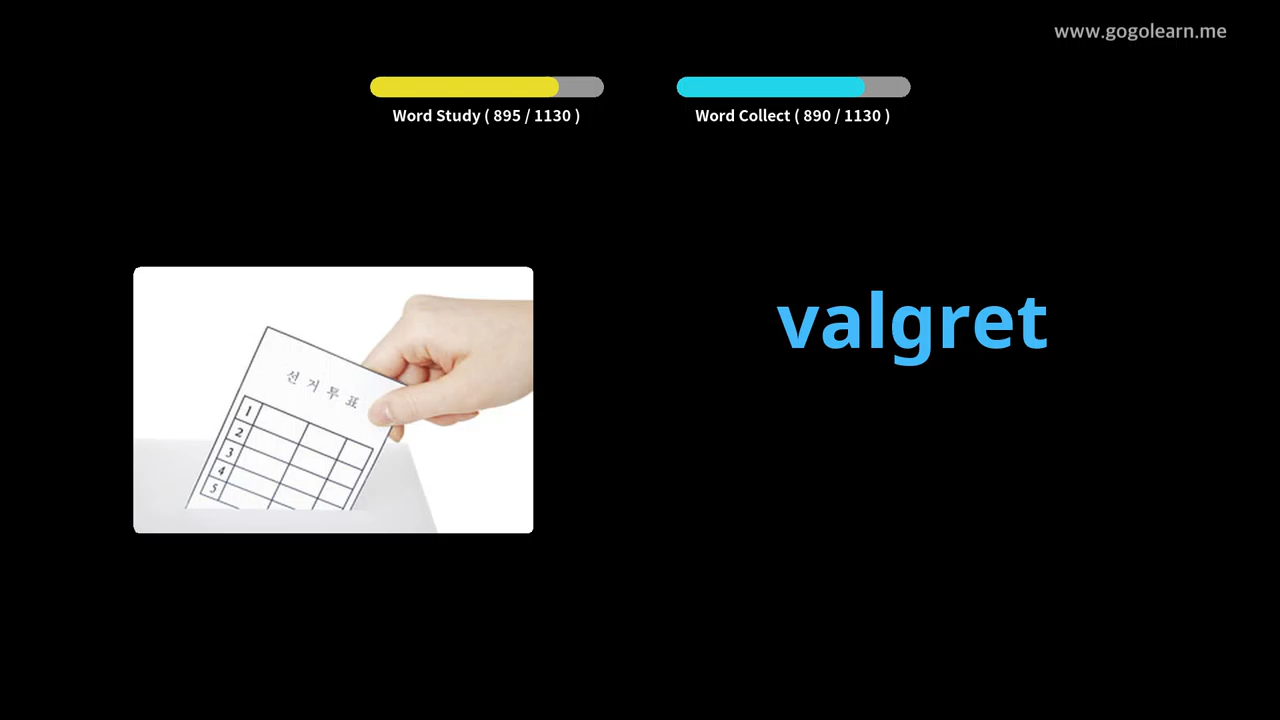 www.gogolearn.me
Word Study ( 895 / 1130 )
Word Collect ( 890 / 1130 )
valgret
선거투표
1
2
3
4
5